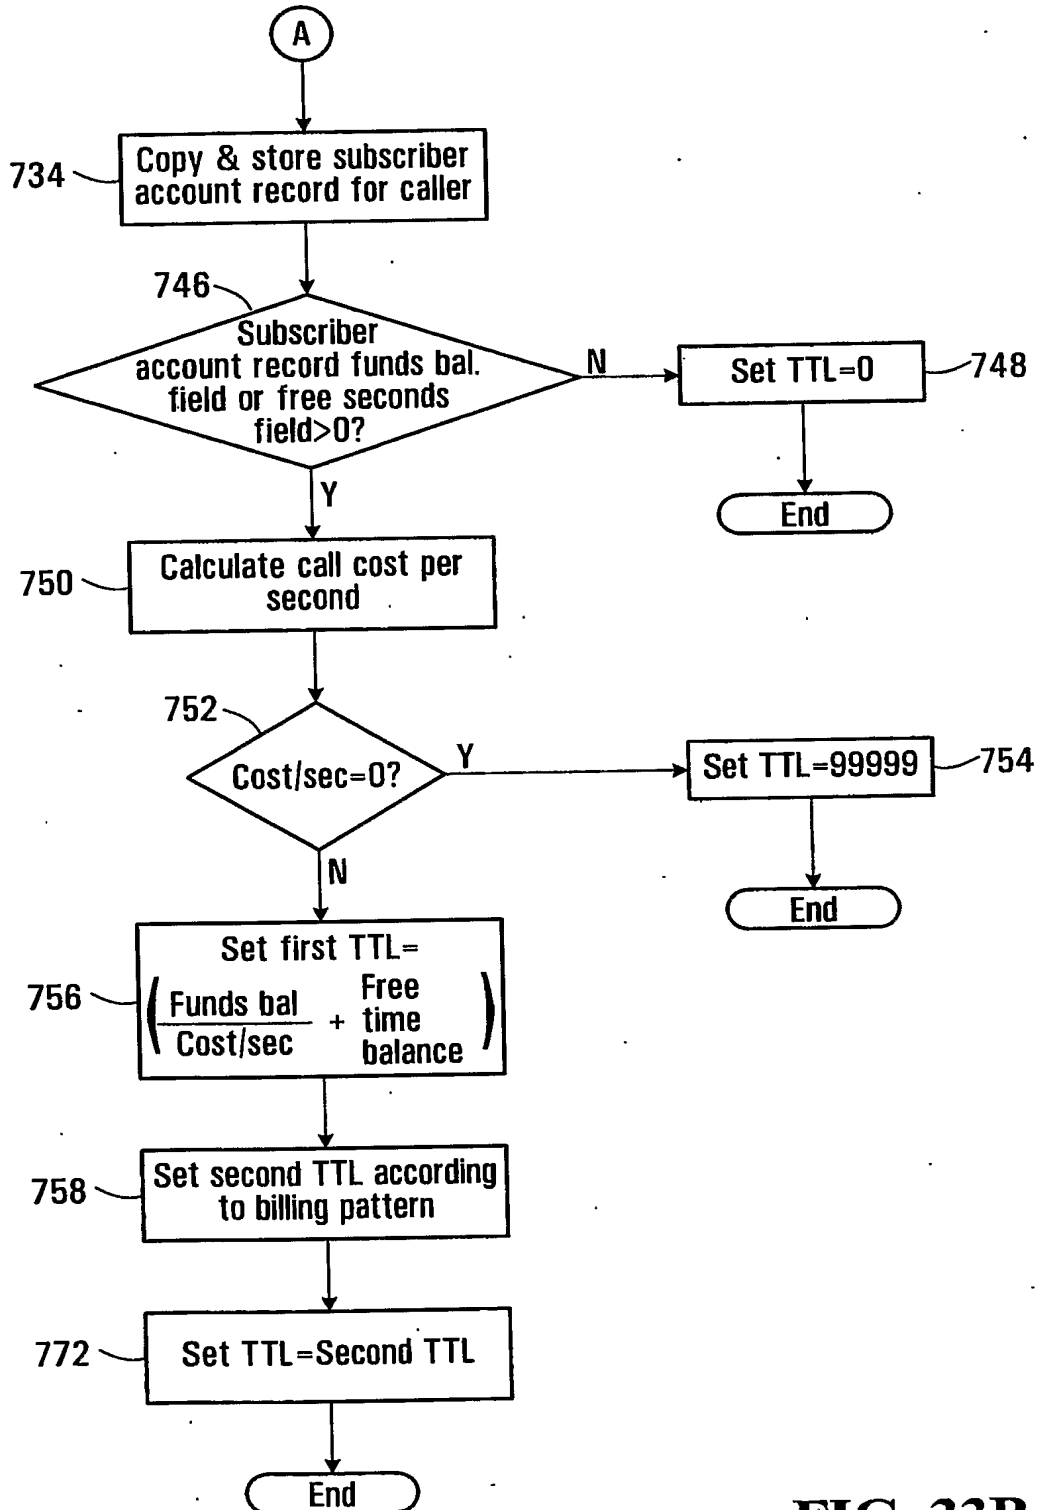 A
734
Copy & store subscriber
account record for caller
746
Subscriber
account record funds bal.
field or free seconds
field>0?
N
Set TTL=0
748
End
Y
750
Calculate call cost per
second
752
Cost/sec=0?
Y
Set TTL=99999
754
End
N
756
Set first TTL=
( Funds bal
Cost/sec
+
Free
time
balance )
758
Set second TTL according
to billing pattern
772
Set TTL=Second TTL
End